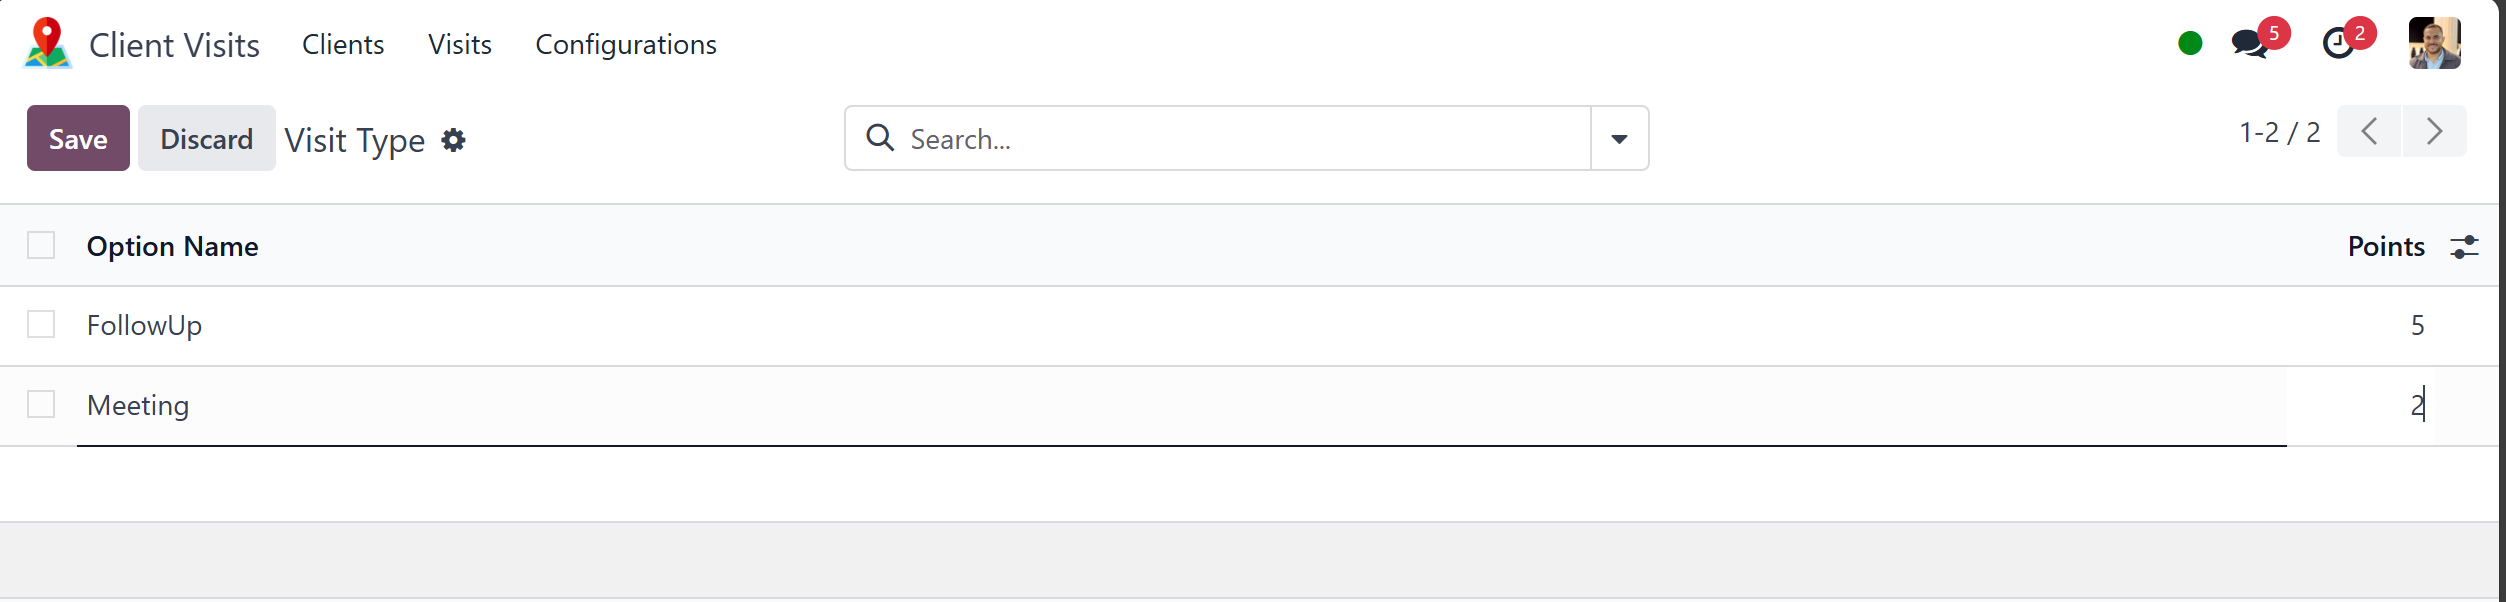 Client Visits Clients Visits Configurations 5 2
Save Discard Visit Type Search... 1-2 / 2
Option Name Points
FollowUp 5
Meeting 2